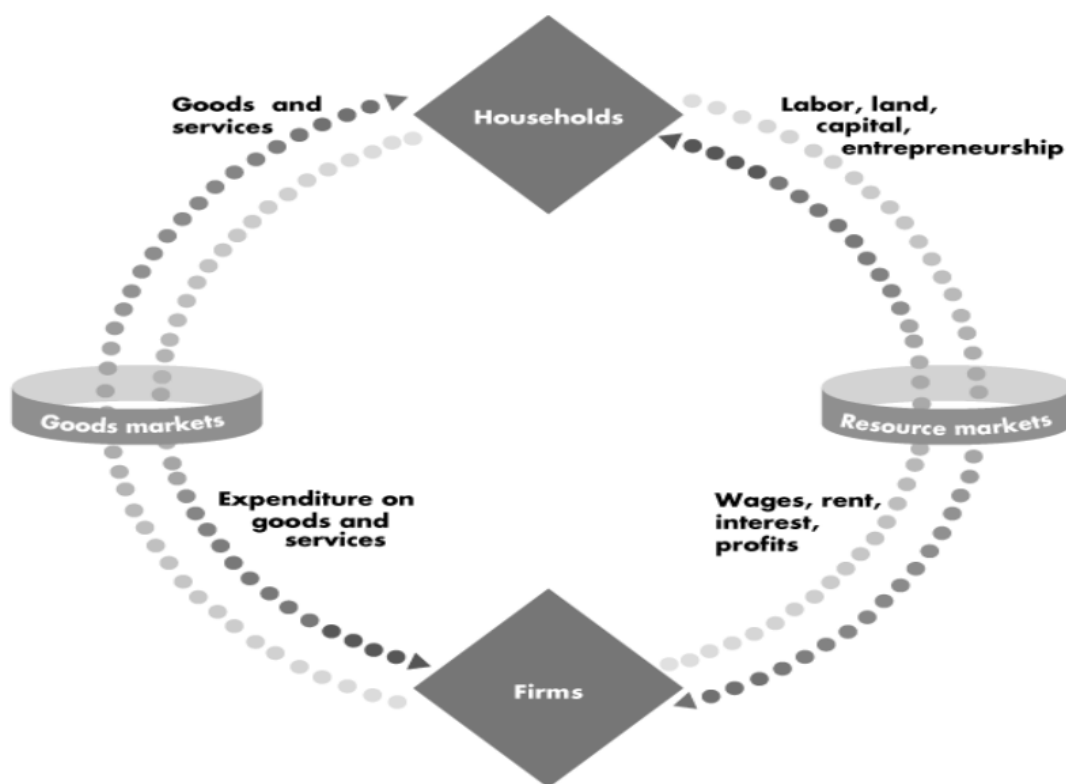 Households
Goods and
services
Labor, land,
capital,
entrepreneurship
Goods markets
Resource markets
Expenditure on
goods and
services
Wages, rent,
interest,
profits
Firms